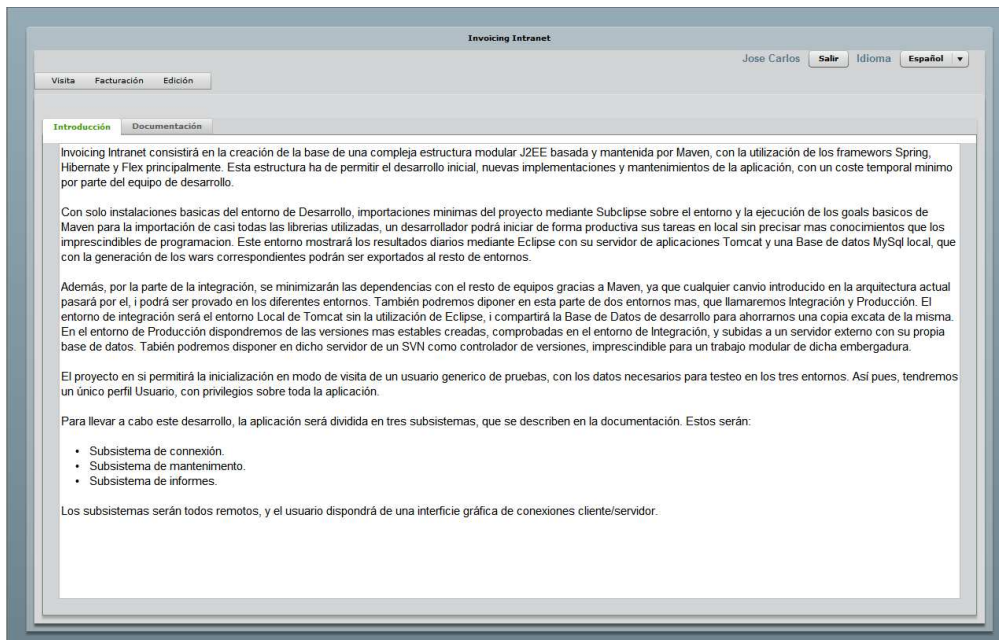 Invoicing Intranet
Jose Carlos Salir Idioma Español
Visita Facturación Edición
Introducción Documentación
Invoicing Intranet consistirá en la creación de la base de una compleja estructura modular J2EE basada y mantenida por Maven, con la utilización de los framewors Spring,
Hibernate y Flex principalmente. Esta estructura ha de permitir el desarrollo inicial, nuevas implementaciones y mantenimientos de la aplicación, con un coste temporal minimo
por parte del equipo de desarrollo.
Con solo instalaciones basicas del entorno de Desarrollo, importaciones minimas del proyecto mediante Subclipse sobre el entorno y la ejecución de los goals basicos de
Maven para la importación de casi todas las librerias utilizadas, un desarrollador podrá iniciar de forma productiva sus tareas en local sin precisar mas conocimientos que los
imprescindibles de programacion. Este entorno mostrará los resultados diarios mediante Eclipse con su servidor de aplicaciones Tomcat y una Base de datos MySql local, que
con la generación de los wars correspondientes podrán ser exportados al resto de entornos.
Además, por la parte de la integración, se minimizarán las dependencias con el resto de equipos gracias a Maven, ya que cualquier canvio introducido en la arquitectura actual
pasará por el, i podrá ser provado en los diferentes entornos. También podremos diponer en esta parte de dos entornos mas, que llamaremos Integración y Producción. El
entorno de integración será el entorno Local de Tomcat sin la utilización de Eclipse, i compartirá la Base de Datos de desarrollo para ahorrarnos una copia excata de la misma.
En el entorno de Producción dispondremos de las versiones mas estables creadas, comprobadas en el entorno de Integración, y subidas a un servidor externo con su propia
base de datos. Tabién podremos disponer en dicho servidor de un SVN como controlador de versiones, imprescindible para un trabajo modular de dicha embergadura.
El proyecto en si permitirá la inicialización en modo de visita de un usuario generico de pruebas, con los datos necesarios para testeo en los tres entornos. Así pues, tendremos
un único perfil Usuario, con privilegios sobre toda la aplicación.
Para llevar a cabo este desarrollo, la aplicación será dividida en tres subsistemas, que se describen en la documentación. Estos serán:
• Subsistema de connexión.
• Subsistema de mantenimento.
• Subsistema de informes.
Los subsistemas serán todos remotos, y el usuario dispondrá de una interficie gráfica de conexiones cliente/servidor.